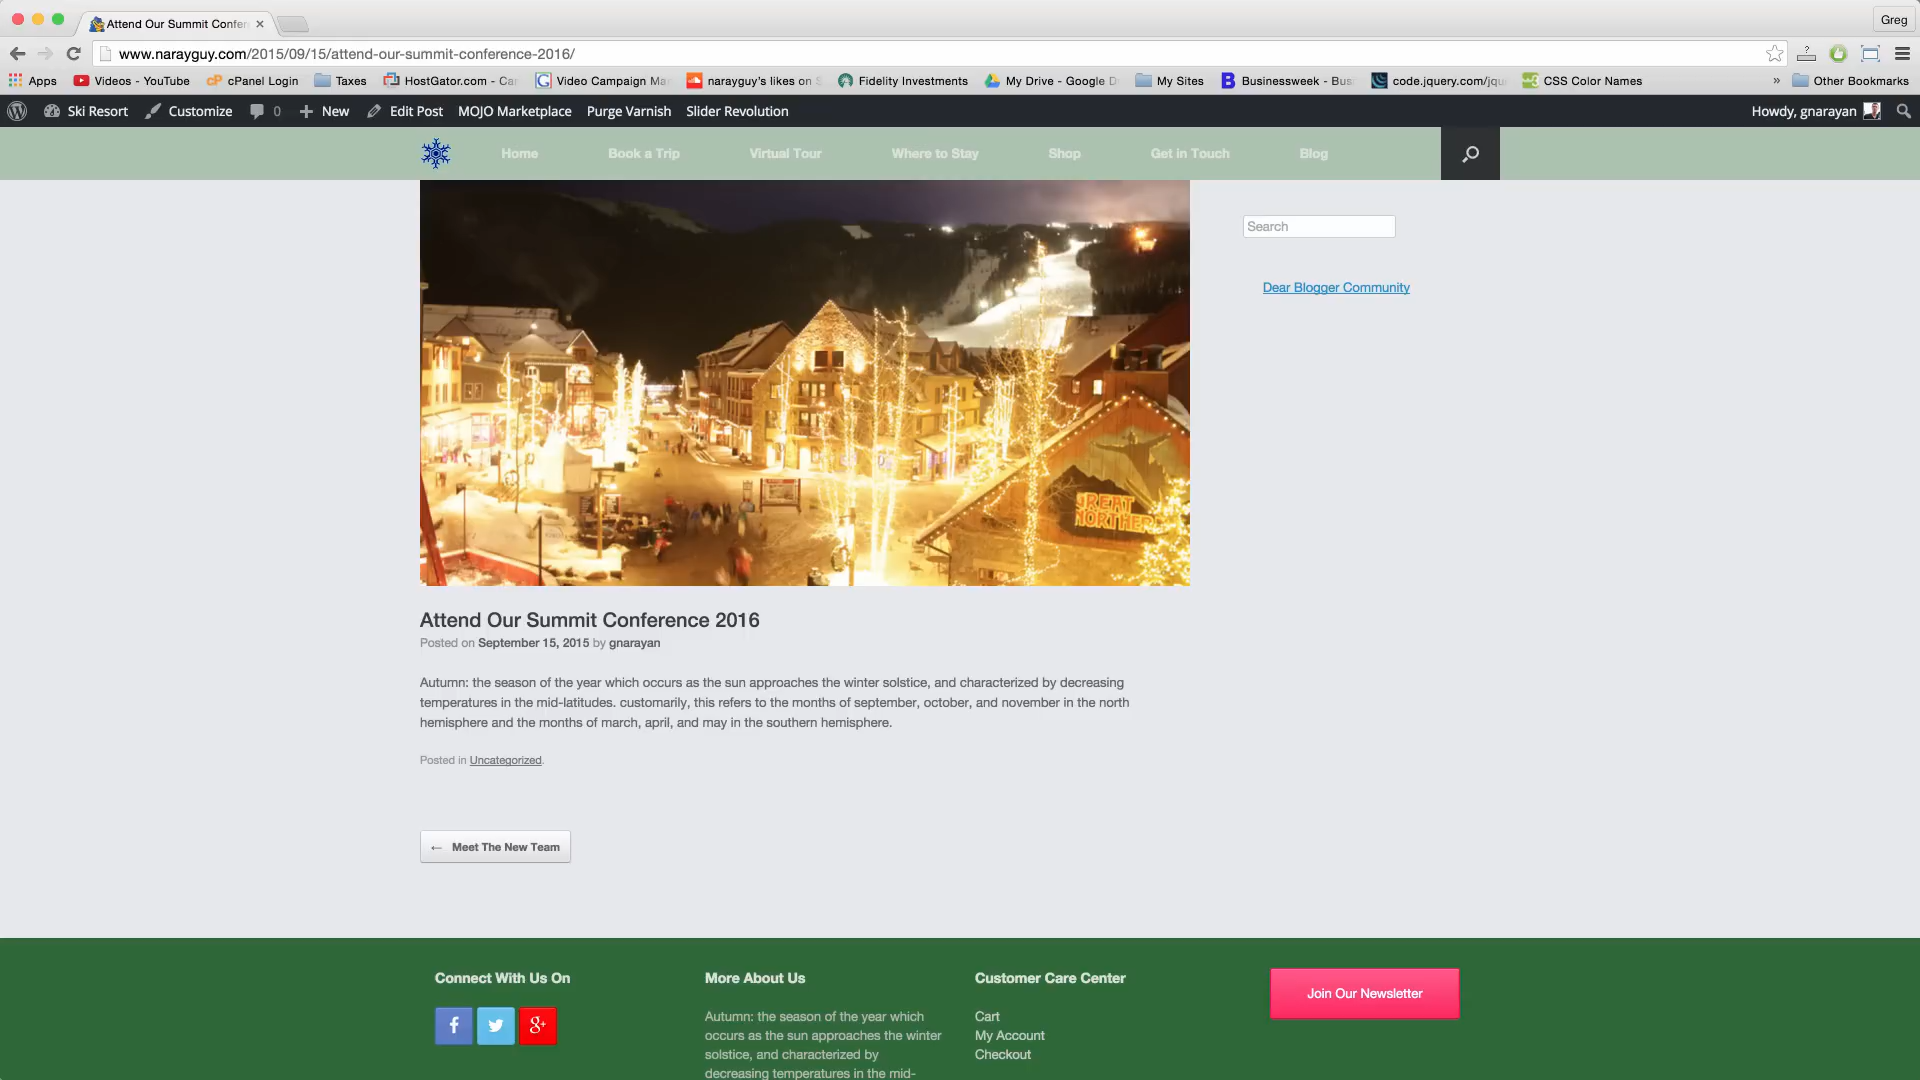 Attend Our Summit Confer
Greg
www.narayguy.com/2015/09/15/attend-our-summit-conference-2016/
Apps
Videos - YouTube
cPanel Login
Taxes
HostGator.com - Ca
Video Campaign Ma
narayguy's likes on S
Fidelity Investments
My Drive - Google D
My Sites
Businessweek - Bus
code.jquery.com/jqu
CSS Color Names
»
Other Bookmarks
Ski Resort
Customize
0
New
Edit Post
MOJO Marketplace
Purge Varnish
Slider Revolution
Howdy, gnarayan
Home
Book a Trip
Virtual Tour
Where to Stay
Shop
Get in Touch
Blog
Search
Dear Blogger Community
GREAT
NORTHER
Attend Our Summit Conference 2016
Posted on September 15, 2015 by gnarayan
Autumn: the season of the year which occurs as the sun approaches the winter solstice, and characterized by decreasing
temperatures in the mid-latitudes. customarily, this refers to the months of september, october, and november in the north
hemisphere and the months of march, april, and may in the southern hemisphere.
Posted in Uncategorized.
← Meet The New Team
Connect With Us On
More About Us
Autumn: the season of the year which
occurs as the sun approaches the winter
solstice, and characterized by
decreasing temperatures in the mid-
Customer Care Center
Cart
My Account
Checkout
Join Our Newsletter